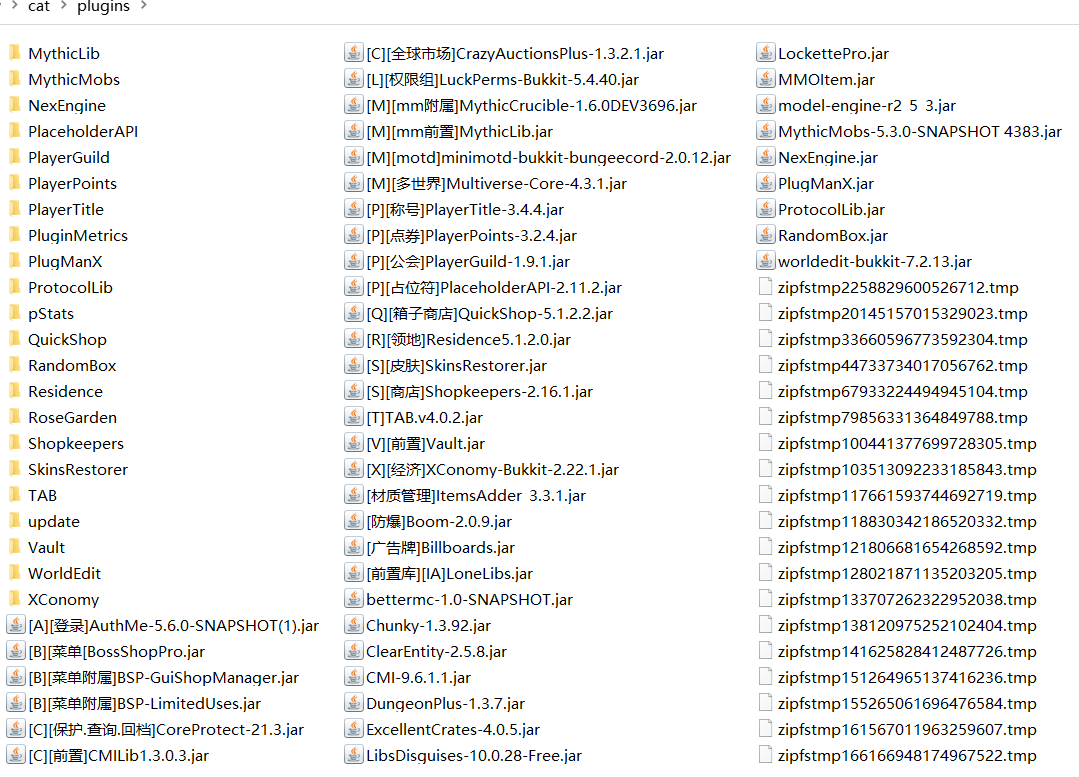 cat > plugins >
MythicLib
MythicMobs
NexEngine
PlaceholderAPI
PlayerGuild
PlayerPoints
PlayerTitle
PluginMetrics
PlugManX
ProtocolLib
pStats
QuickShop
RandomBox
Residence
RoseGarden
Shopkeepers
SkinsRestorer
TAB
update
Vault
WorldEdit
XConomy
[A][登录]AuthMe-5.6.0-SNAPSHOT(1).jar
[B][菜单[BossShopPro.jar
[B][菜单附属]BSP-GuiShopManager.jar
[B][菜单附属]BSP-LimitedUses.jar
[C][保护.查询.回档]CoreProtect-21.3.jar
[C][前置]CMILib1.3.0.3.jar
[C][全球市场]CrazyAuctionsPlus-1.3.2.1.jar
[L][权限组]LuckPerms-Bukkit-5.4.40.jar
[M][mm附属]MythicCrucible-1.6.0DEV3696.jar
[M][mm前置]MythicLib.jar
[M][motd]minimotd-bukkit-bungeecord-2.0.12.jar
[M][多世界]Multiverse-Core-4.3.1.jar
[P][称号]PlayerTitle-3.4.4.jar
[P][点券]PlayerPoints-3.2.4.jar
[P][公会]PlayerGuild-1.9.1.jar
[P][占位符]PlaceholderAPI-2.11.2.jar
[Q][箱子商店]QuickShop-5.1.2.2.jar
[R][领地]Residence5.1.2.0.jar
[S][皮肤]SkinsRestorer.jar
[S][商店]Shopkeepers-2.16.1.jar
[T]TAB.v4.0.2.jar
[V][前置]Vault.jar
[X][经济]XConomy-Bukkit-2.22.1.jar
[材质管理]ItemsAdder_3.3.1.jar
[防爆]Boom-2.0.9.jar
[广告牌]Billboards.jar
[前置库][IA]LoneLibs.jar
bettermc-1.0-SNAPSHOT.jar
Chunky-1.3.92.jar
ClearEntity-2.5.8.jar
CMI-9.6.1.1.jar
DungeonPlus-1.3.7.jar
ExcellentCrates-4.0.5.jar
LibsDisguises-10.0.28-Free.jar
LockettePro.jar
MMOItem.jar
model-engine-r2_5_3.jar
MythicMobs-5.3.0-SNAPSHOT_4383.jar
NexEngine.jar
PlugManX.jar
ProtocolLib.jar
RandomBox.jar
worldedit-bukkit-7.2.13.jar
zipfstmp2258829600526712.tmp
zipfstmp20145157015329023.tmp
zipfstmp33660596773592304.tmp
zipfstmp44733734017056762.tmp
zipfstmp67933224494945104.tmp
zipfstmp79856331364849788.tmp
zipfstmp100441377699728305.tmp
zipfstmp103513092233185843.tmp
zipfstmp117661593744692719.tmp
zipfstmp118830342186520332.tmp
zipfstmp121806681654268592.tmp
zipfstmp128021871135203205.tmp
zipfstmp133707262322952038.tmp
zipfstmp138120975252102404.tmp
zipfstmp141625828412487726.tmp
zipfstmp151264965137416236.tmp
zipfstmp155265061696476584.tmp
zipfstmp161567011963259607.tmp
zipfstmp166166948174967522.tmp